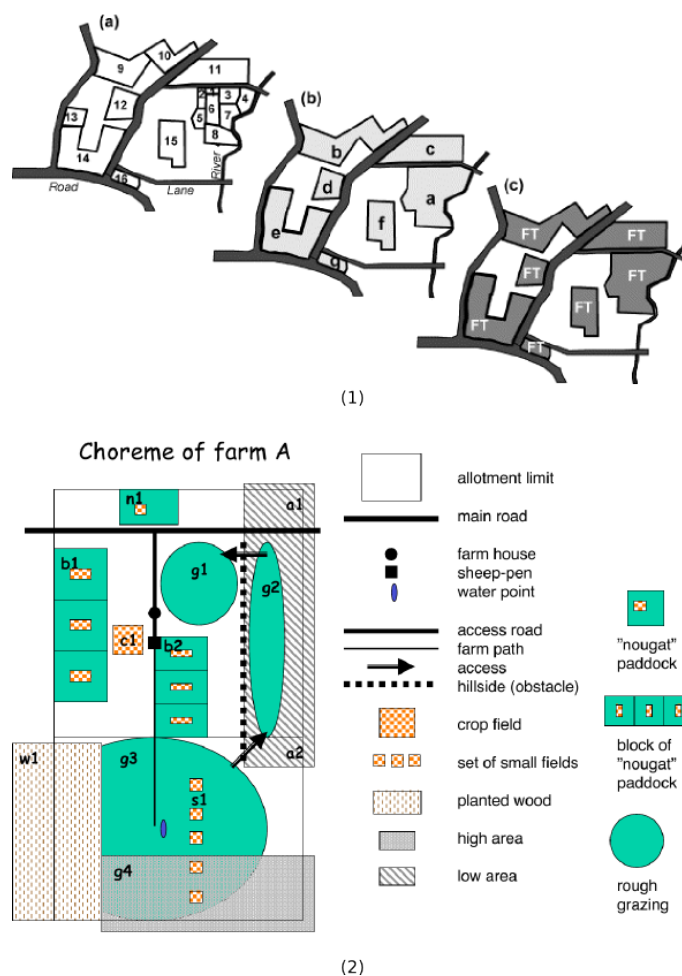 (a)
10
9
11
2
1
3
4
6
12
13
5
7
8
15
14
16
Road
Lane
River
(b)
b
c
d
a
e
f
g
(c)
FT
FT
FT
FT
FT
FT
FT
(1)
Choreme of farm A
n1
a1
b1
g1
g2
c1
b2
w1
g3
a2
s1
g4
allotment limit
main road
farm house
sheep-pen
water point
access road
farm path
access
hillside (obstacle)
crop field
set of small fields
planted wood
high area
low area
"nougat"
paddock
block of
"nougat"
paddock
rough
grazing
(2)